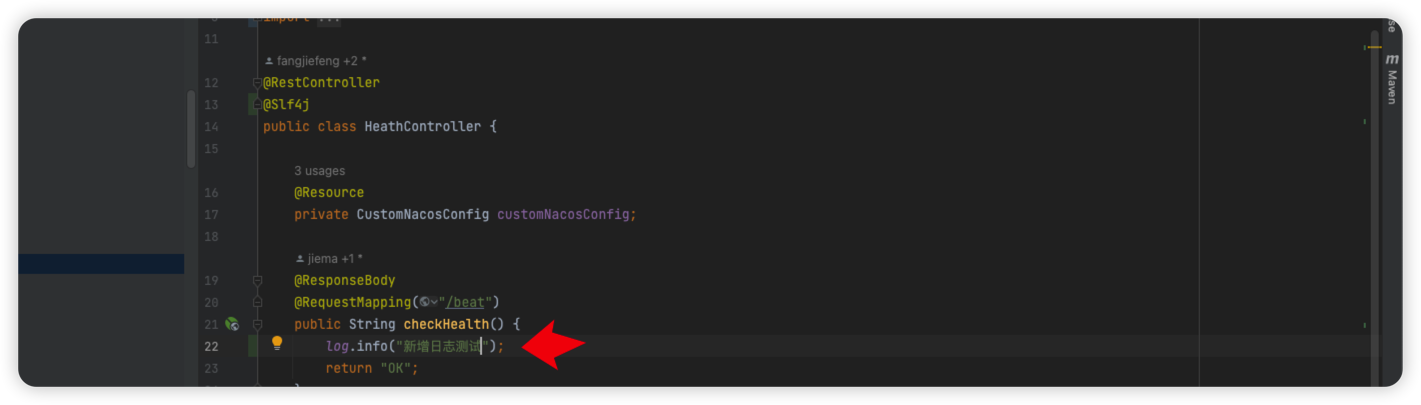 import ...
11
fangjiefeng +2 *
12 @RestController
13 @Slf4j
14 public class HeathController {
15
3 usages
16 @Resource
17 private CustomNacosConfig customNacosConfig;
18
jiema +1 *
19 @ResponseBody
20 @RequestMapping("/beat")
21 public String checkHealth() {
22 log.info("新增日志测试");
23 return "OK";
se
m Maven